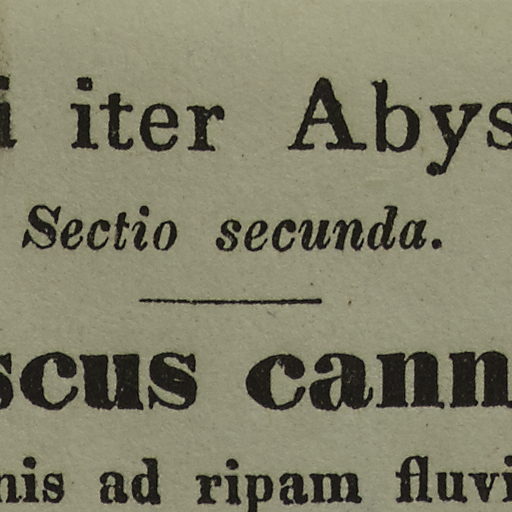 i iter Abys
Sectio secunda.
scus cann
nis ad ripam fluvi